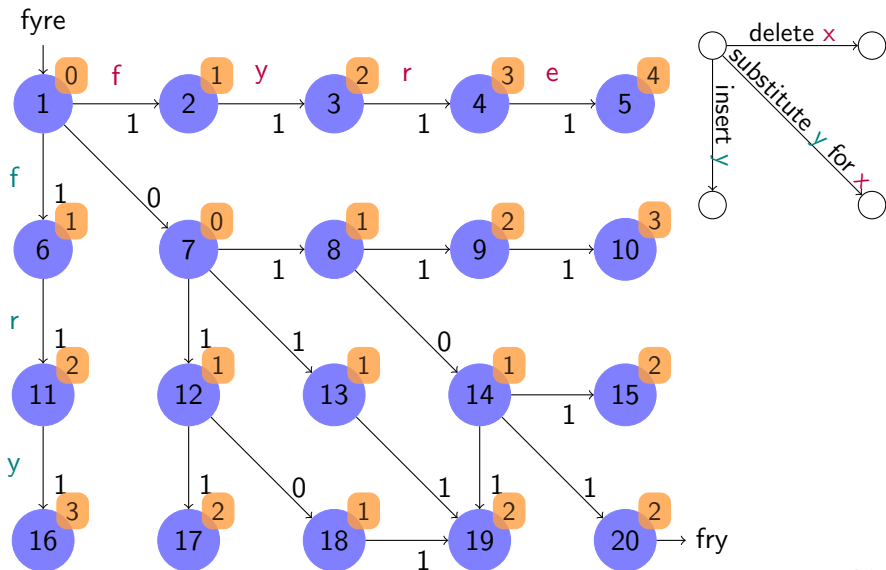 fyre
0 1 2 3 4
f y r e
1 2 3 4 5
1 1 1 1
delete x
substitute y for x
insert y
f 1 0
1 0 1 2 3
6 7 8 9 10
1 1 1
r 1 1 1 0
2 1 1 1 2
11 12 13 14 15
1
y 1 1 0 1 1 1
3 2 1 2 2
16 17 18 19 20 fry
1